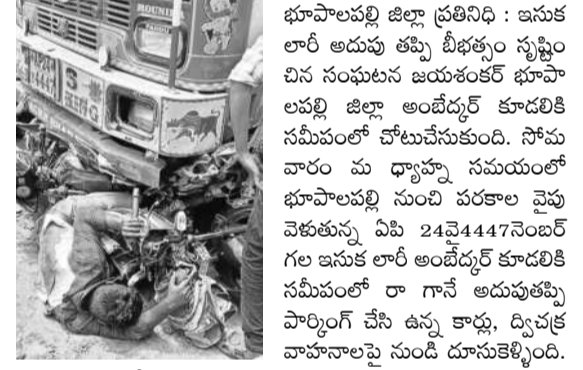 భూపాలపల్లి జిల్లా ప్రతినిధి : ఇసుక
లారీ అదుపు తప్పి బీభత్సం సృష్టిం
చిన సంఘటన జయశంకర్ భూపా
లపల్లి జిల్లా అంబేద్కర్ కూడలికి
సమీపంలో చోటుచేసుకుంది. సోమ
వారం మ ధ్యాహ్న సమయంలో
భూపాలపల్లి నుంచి పరకాల వైపు
వెళుతున్న ఏపి 24వై4447నెంబర్
గల ఇసుక లారీ అంబేద్కర్ కూడలికి
సమీపంలో రా గానే అదుపుతప్పి
పార్కింగ్ చేసి ఉన్న కార్లు, ద్విచక్ర
వాహనాలపై నుండి దూసుకెళ్ళింది.